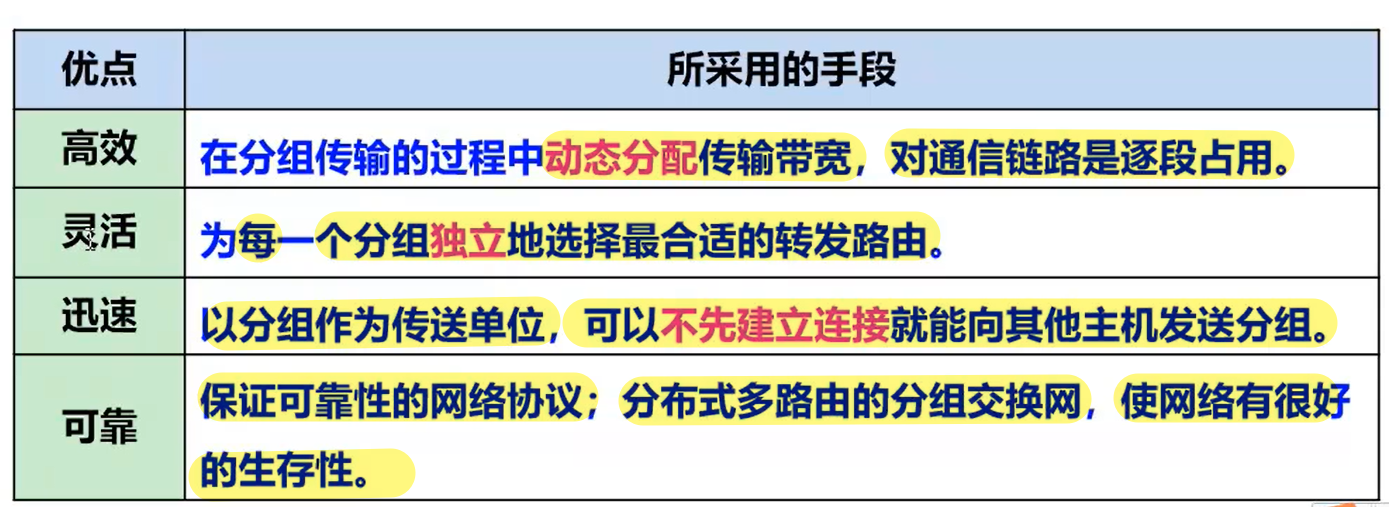 优点 所采用的手段
高效 在分组传输的过程中动态分配传输带宽，对通信链路是逐段占用。
灵活 为每一个分组独立地选择最合适的转发路由。
迅速 以分组作为传送单位，可以不先建立连接就能向其他主机发送分组。
可靠 保证可靠性的网络协议；分布式多路由的分组交换网，使网络有很好
的生存性。